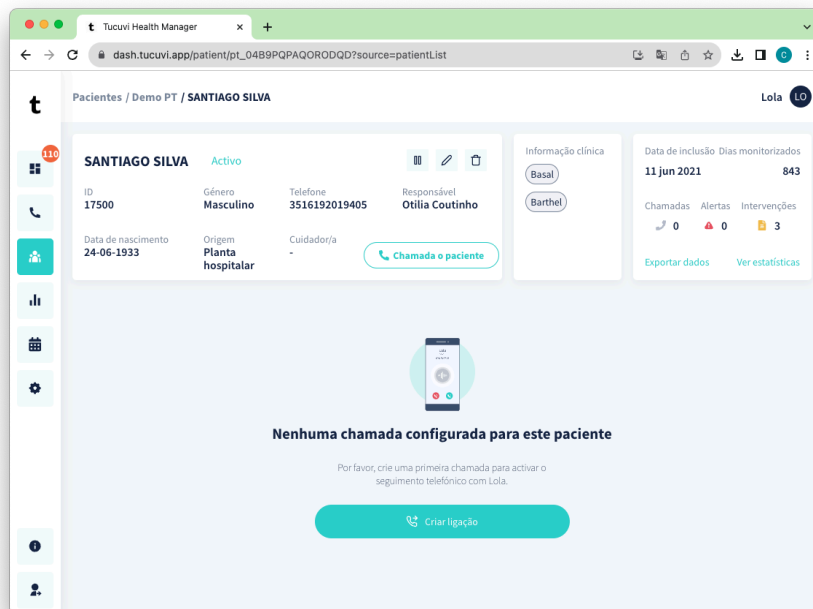 t Tucuvi Health Manager
dash.tucuvi.app/patient/pt_04B9PQPAQORODQD?source=patientList
C
t
Pacientes / Demo PT / SANTIAGO SILVA
Lola LO
110
SANTIAGO SILVA Activo
ID
17500
Género
Masculino
Telefone
3516192019405
Responsável
Otilia Coutinho
Data de nascimento
24-06-1933
Origem
Planta
hospitalar
Cuidador/a
-
Chamada o paciente
Informação clínica
Basal
Barthel
Data de inclusão Dias monitorizados
11 jun 2021 843
Chamadas Alertas Intervenções
0 0 3
Exportar dados Ver estatísticas
Nenhuma chamada configurada para este paciente
Por favor, crie uma primeira chamada para activar o
seguimento telefónico com Lola.
Criar ligação